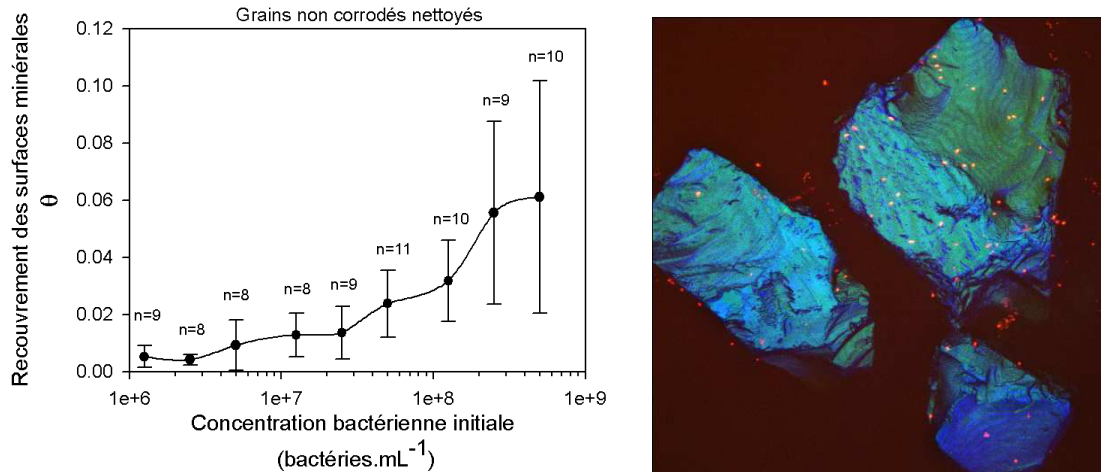 Grains non corrodés nettoyés
0.12
0.10
0.08
0.06
0.04
0.02
0.00
Recouvrement des surfaces minérales
θ
n=9
n=8
n=8
n=8
n=9
n=11
n=10
n=9
n=10
1e+6
1e+7
1e+8
1e+9
Concentration bactérienne initiale
(bactéries.mL⁻¹)